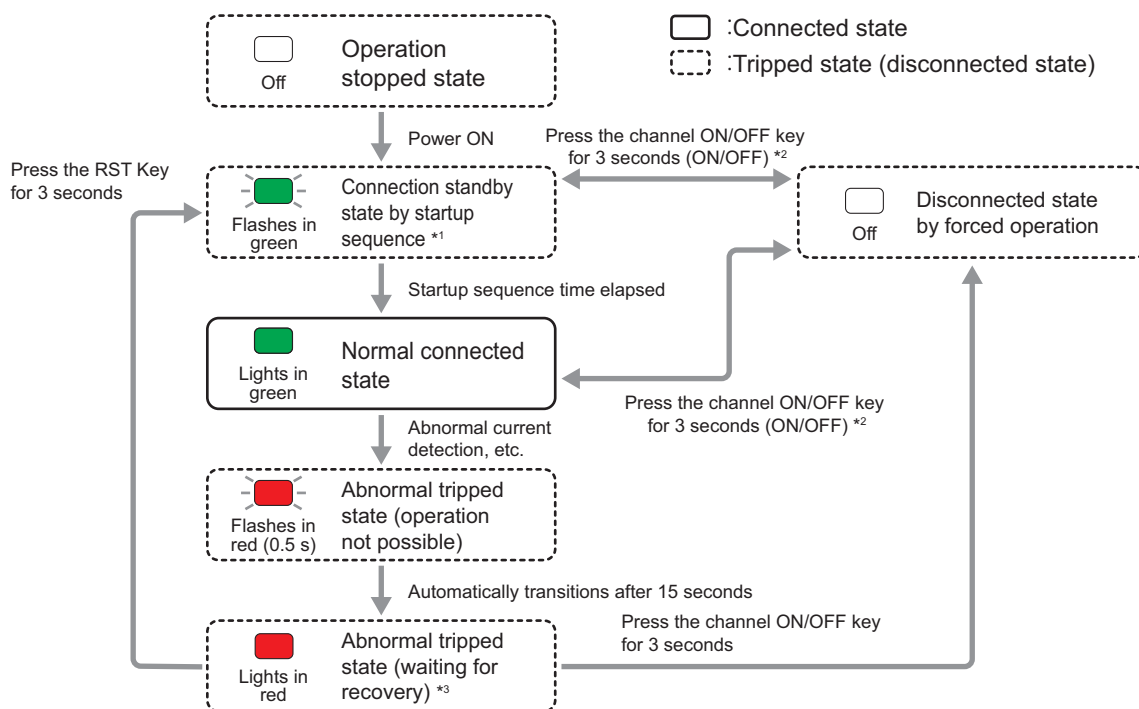 Off
Operation
stopped state
:Connected state
:Tripped state (disconnected state)
Power ON
Press the channel ON/OFF key
for 3 seconds (ON/OFF) *2
Press the RST Key
for 3 seconds
Flashes in
green
Connection standby
state by startup
sequence *1
Off
Disconnected state
by forced operation
Startup sequence time elapsed
Lights in
green
Normal connected
state
Press the channel ON/OFF key
for 3 seconds (ON/OFF) *2
Abnormal current
detection, etc.
Flashes in
red (0.5 s)
Abnormal tripped
state (operation
not possible)
Automatically transitions after 15 seconds
Press the channel ON/OFF key
for 3 seconds
Lights in
red
Abnormal tripped
state (waiting for
recovery) *3